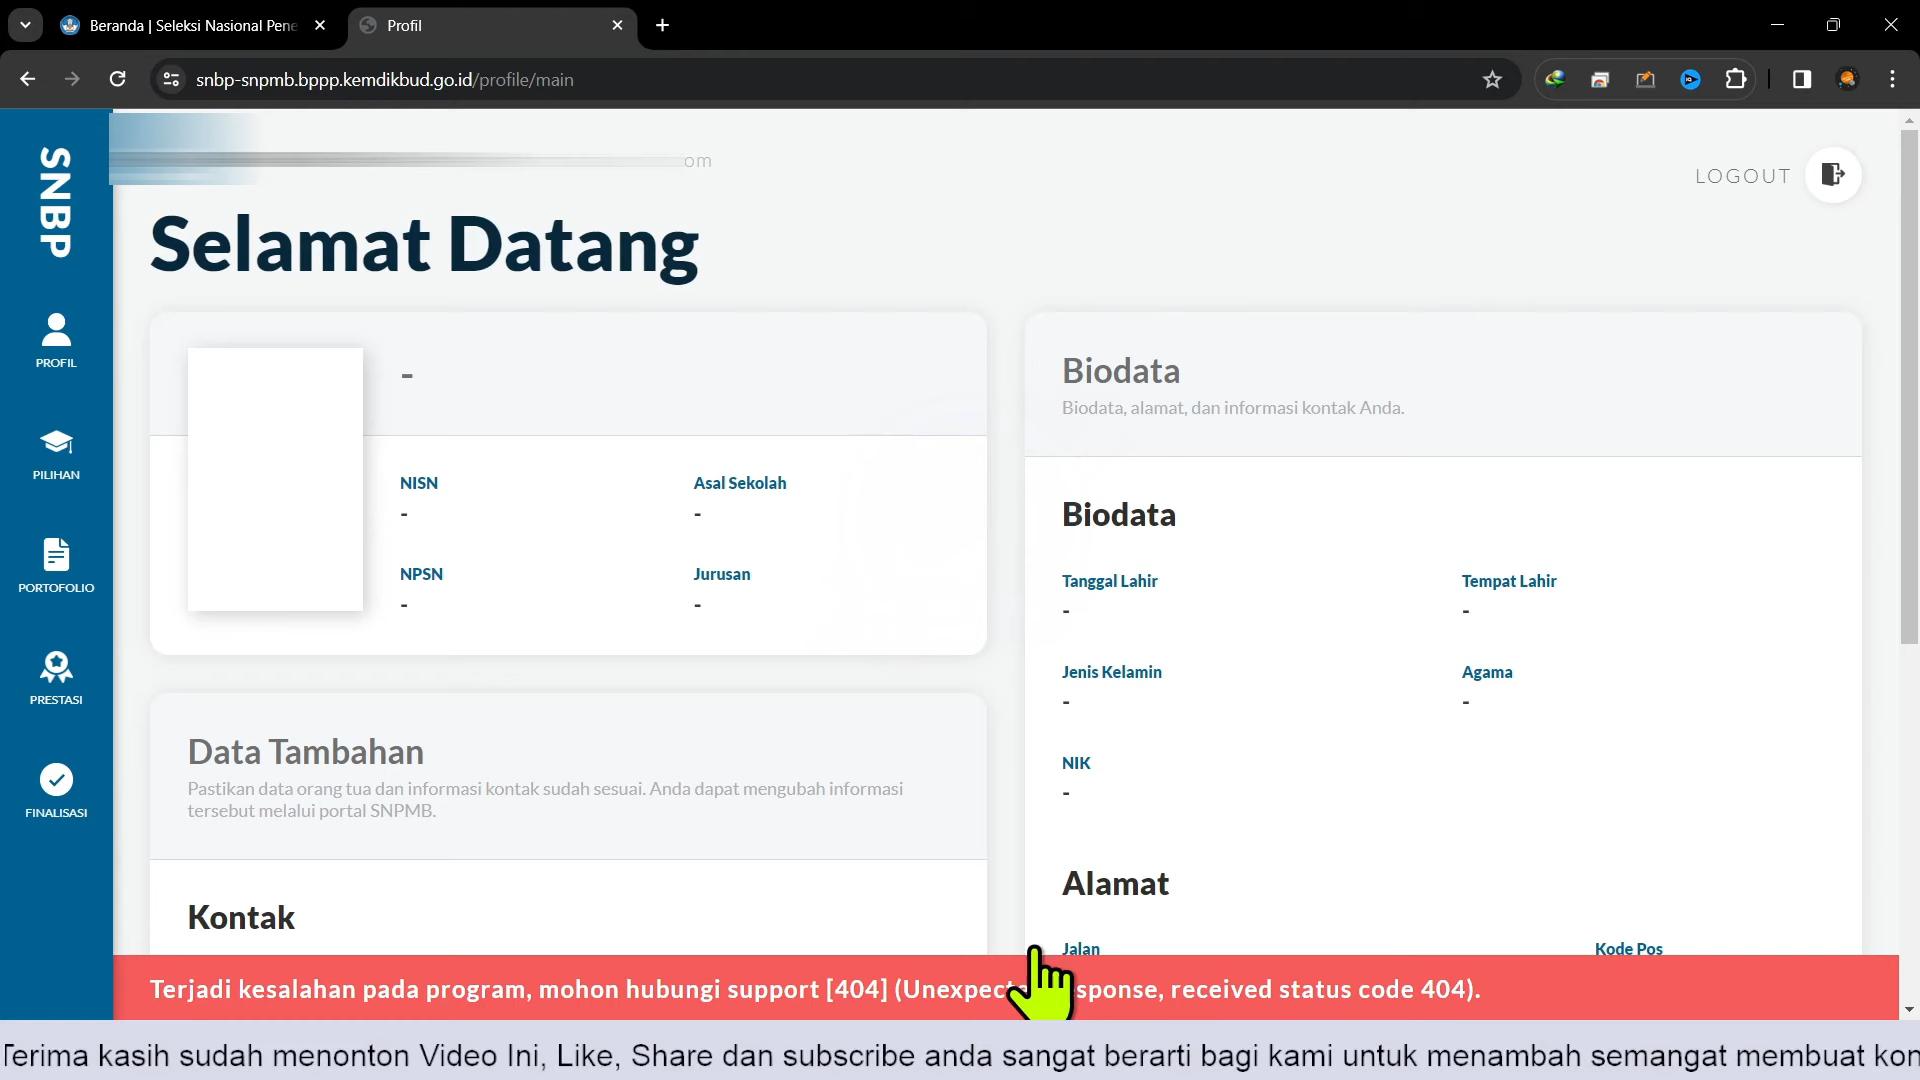 Beranda | Seleksi Nasional Pene
Profil
snbp-snpmb.bppp.kemdikbud.go.id/profile/main
SNBP
om
LOGOUT
Selamat Datang
PROFIL
PILIHAN
PORTOFOLIO
PRESTASI
FINALISASI
-
NISN
-
Asal Sekolah
-
NPSN
-
Jurusan
-
Data Tambahan
Pastikan data orang tua dan informasi kontak sudah sesuai. Anda dapat mengubah informasi
tersebut melalui portal SNPMB.
Kontak
Biodata
Biodata, alamat, dan informasi kontak Anda.
Biodata
Tanggal Lahir
-
Tempat Lahir
-
Jenis Kelamin
-
Agama
-
NIK
-
Alamat
Jalan
Kode Pos
Terjadi kesalahan pada program, mohon hubungi support [404] (Unexpecte sponse, received status code 404).
Terima kasih sudah menonton Video Ini, Like, Share dan subscribe anda sangat berarti bagi kami untuk menambah semangat membuat kon